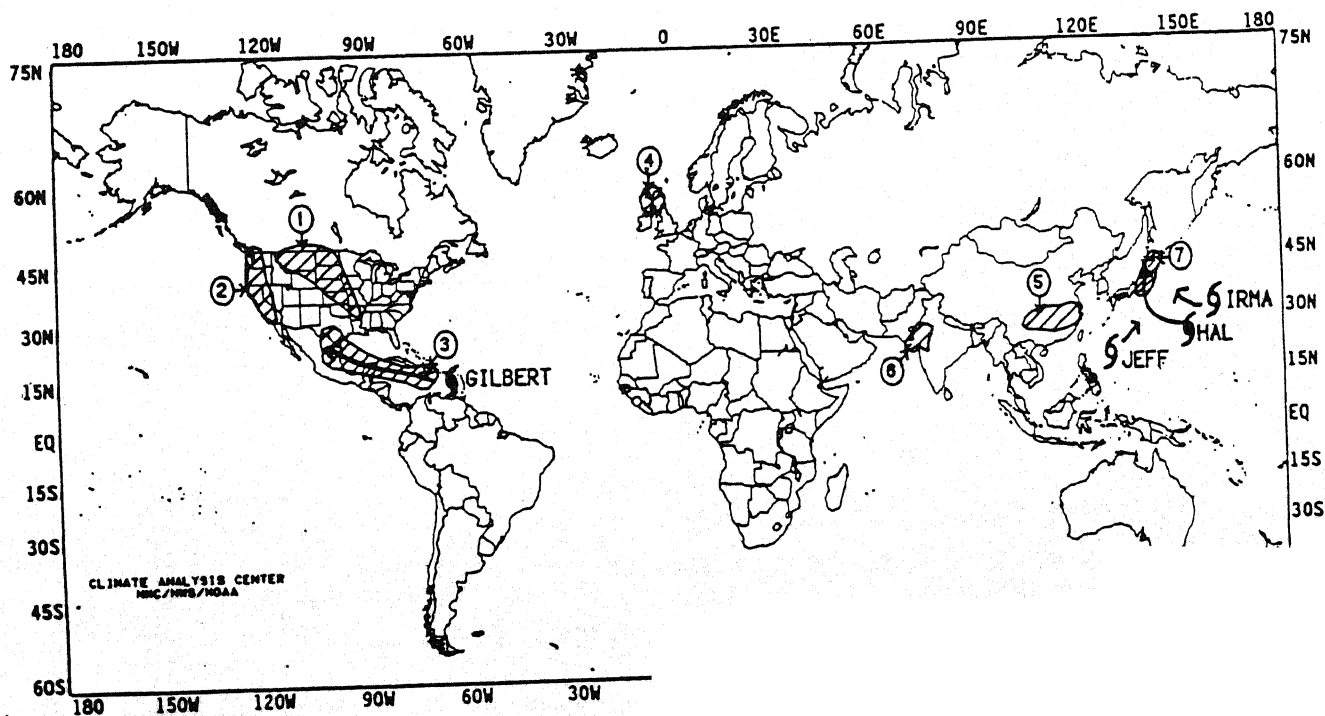 180 150W 120W 90W 60W 30W 0 30E 60E 90E 120E 150E 180
75N 75N
60N 60N
45N 45N
30N 30N
15N 15N
EQ EQ
15S 15S
30S 30S
45S
60S
180 150W 120W 90W 60W 30W
1
2
3
GILBERT
4
5
6
7
IRMA
HAL
JEFF
CLIMATE ANALYSIS CENTER
NMC/NWS/NOAA